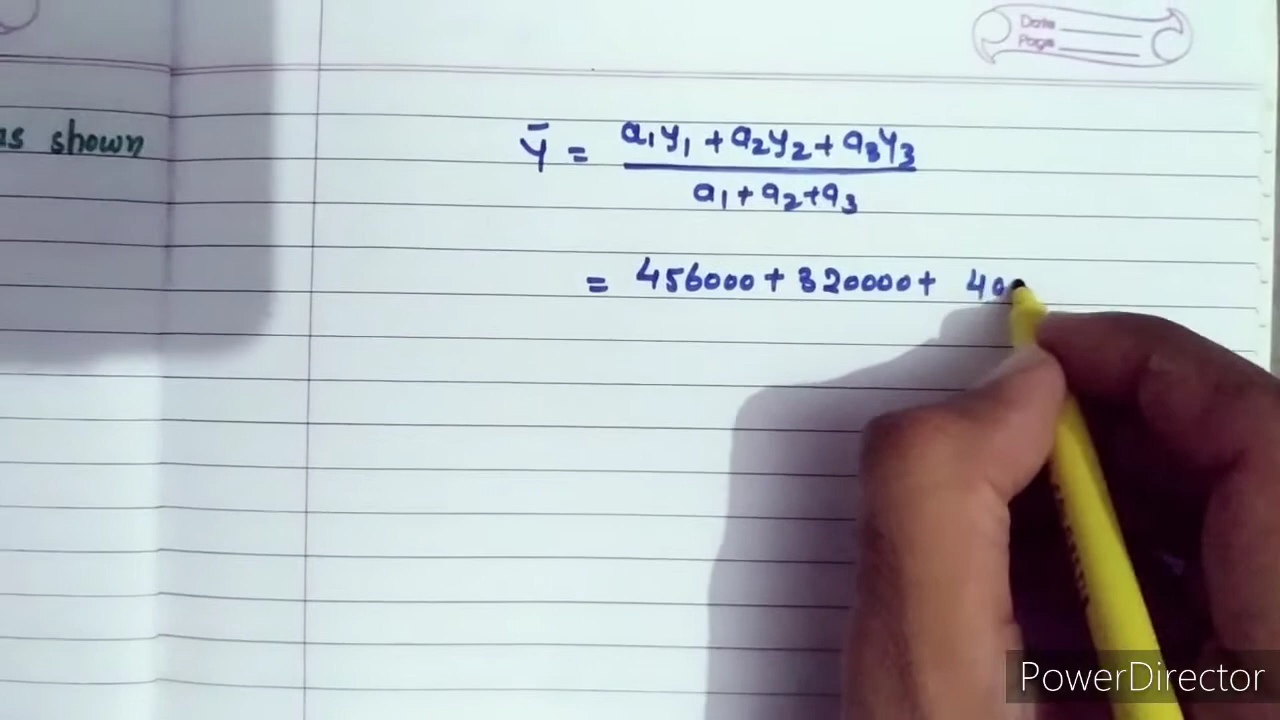 Date
Page
as shown
ȳ = a₁y₁ + a₂y₂ + a₃y₃
a₁ + a₂ + a₃
= 456000 + 320000 + 40
PowerDirector